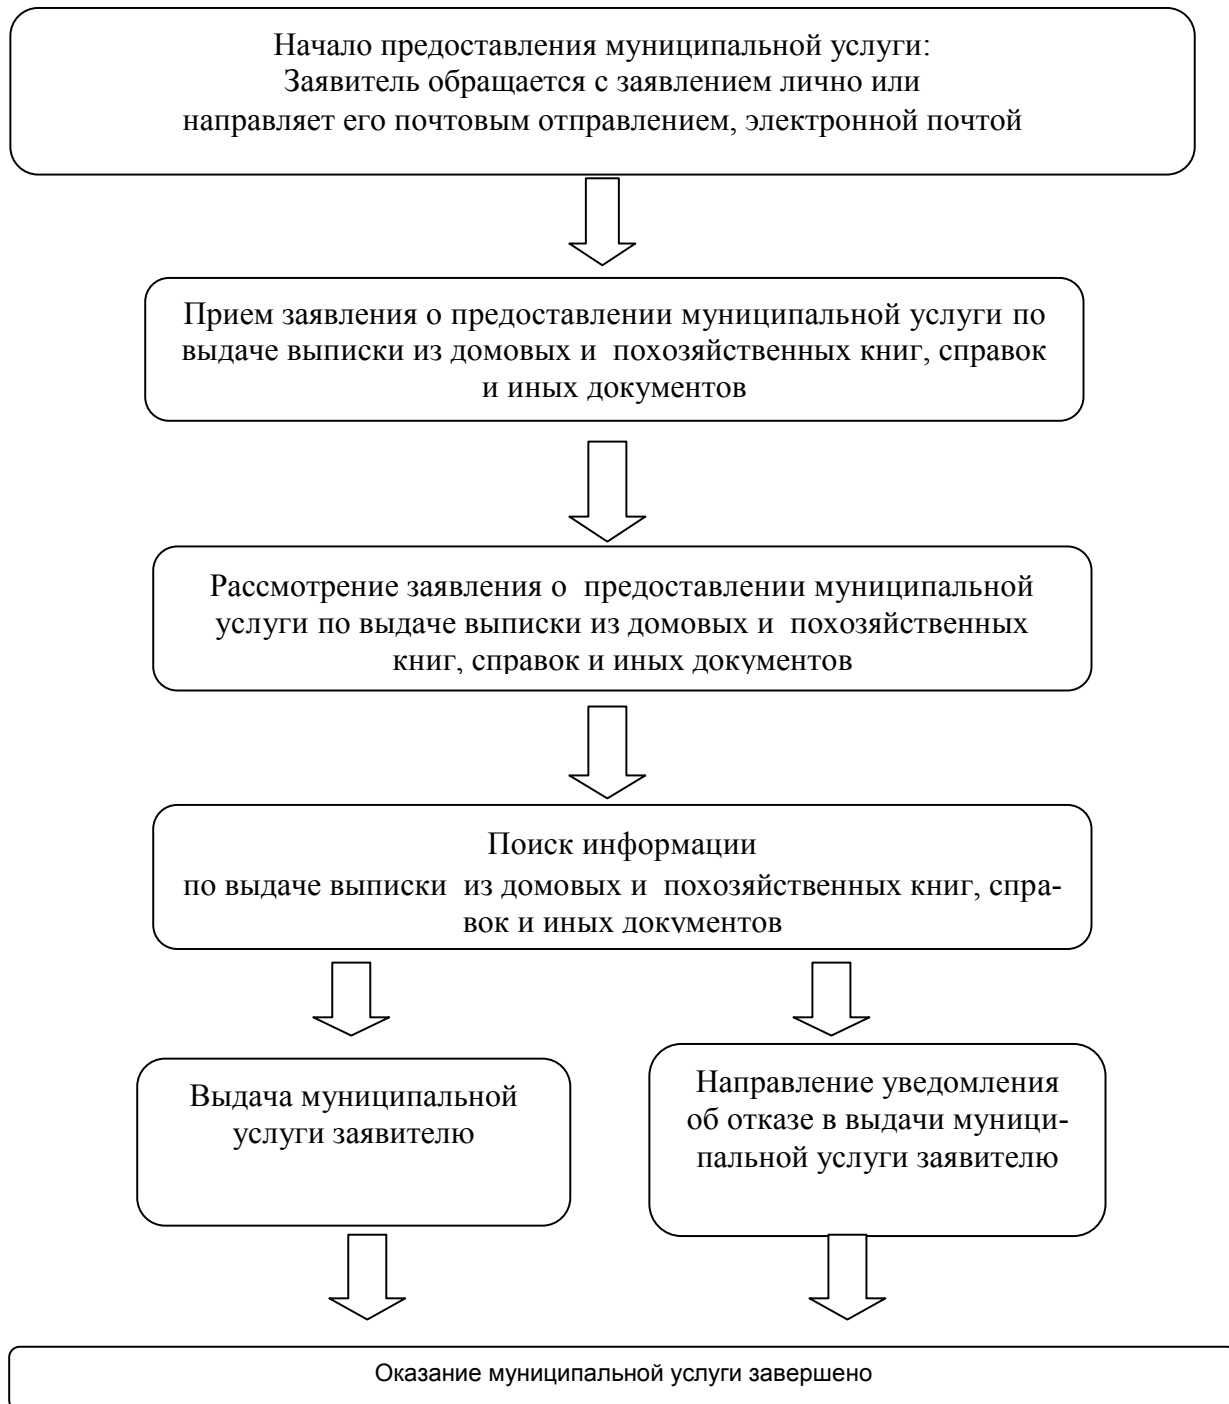 Начало предоставления муниципальной услуги:
Заявитель обращается с заявлением лично или
направляет его почтовым отправлением, электронной почтой
Прием заявления о предоставлении муниципальной услуги по
выдаче выписки из домовых и похозяйственных книг, справок
и иных документов
Рассмотрение заявления о предоставлении муниципальной
услуги по выдаче выписки из домовых и похозяйственных
книг, справок и иных документов
Поиск информации
по выдаче выписки из домовых и похозяйственных книг, спра-
вок и иных документов
Выдача муниципальной
услуги заявителю
Направление уведомления
об отказе в выдачи муници-
пальной услуги заявителю
Оказание муниципальной услуги завершено